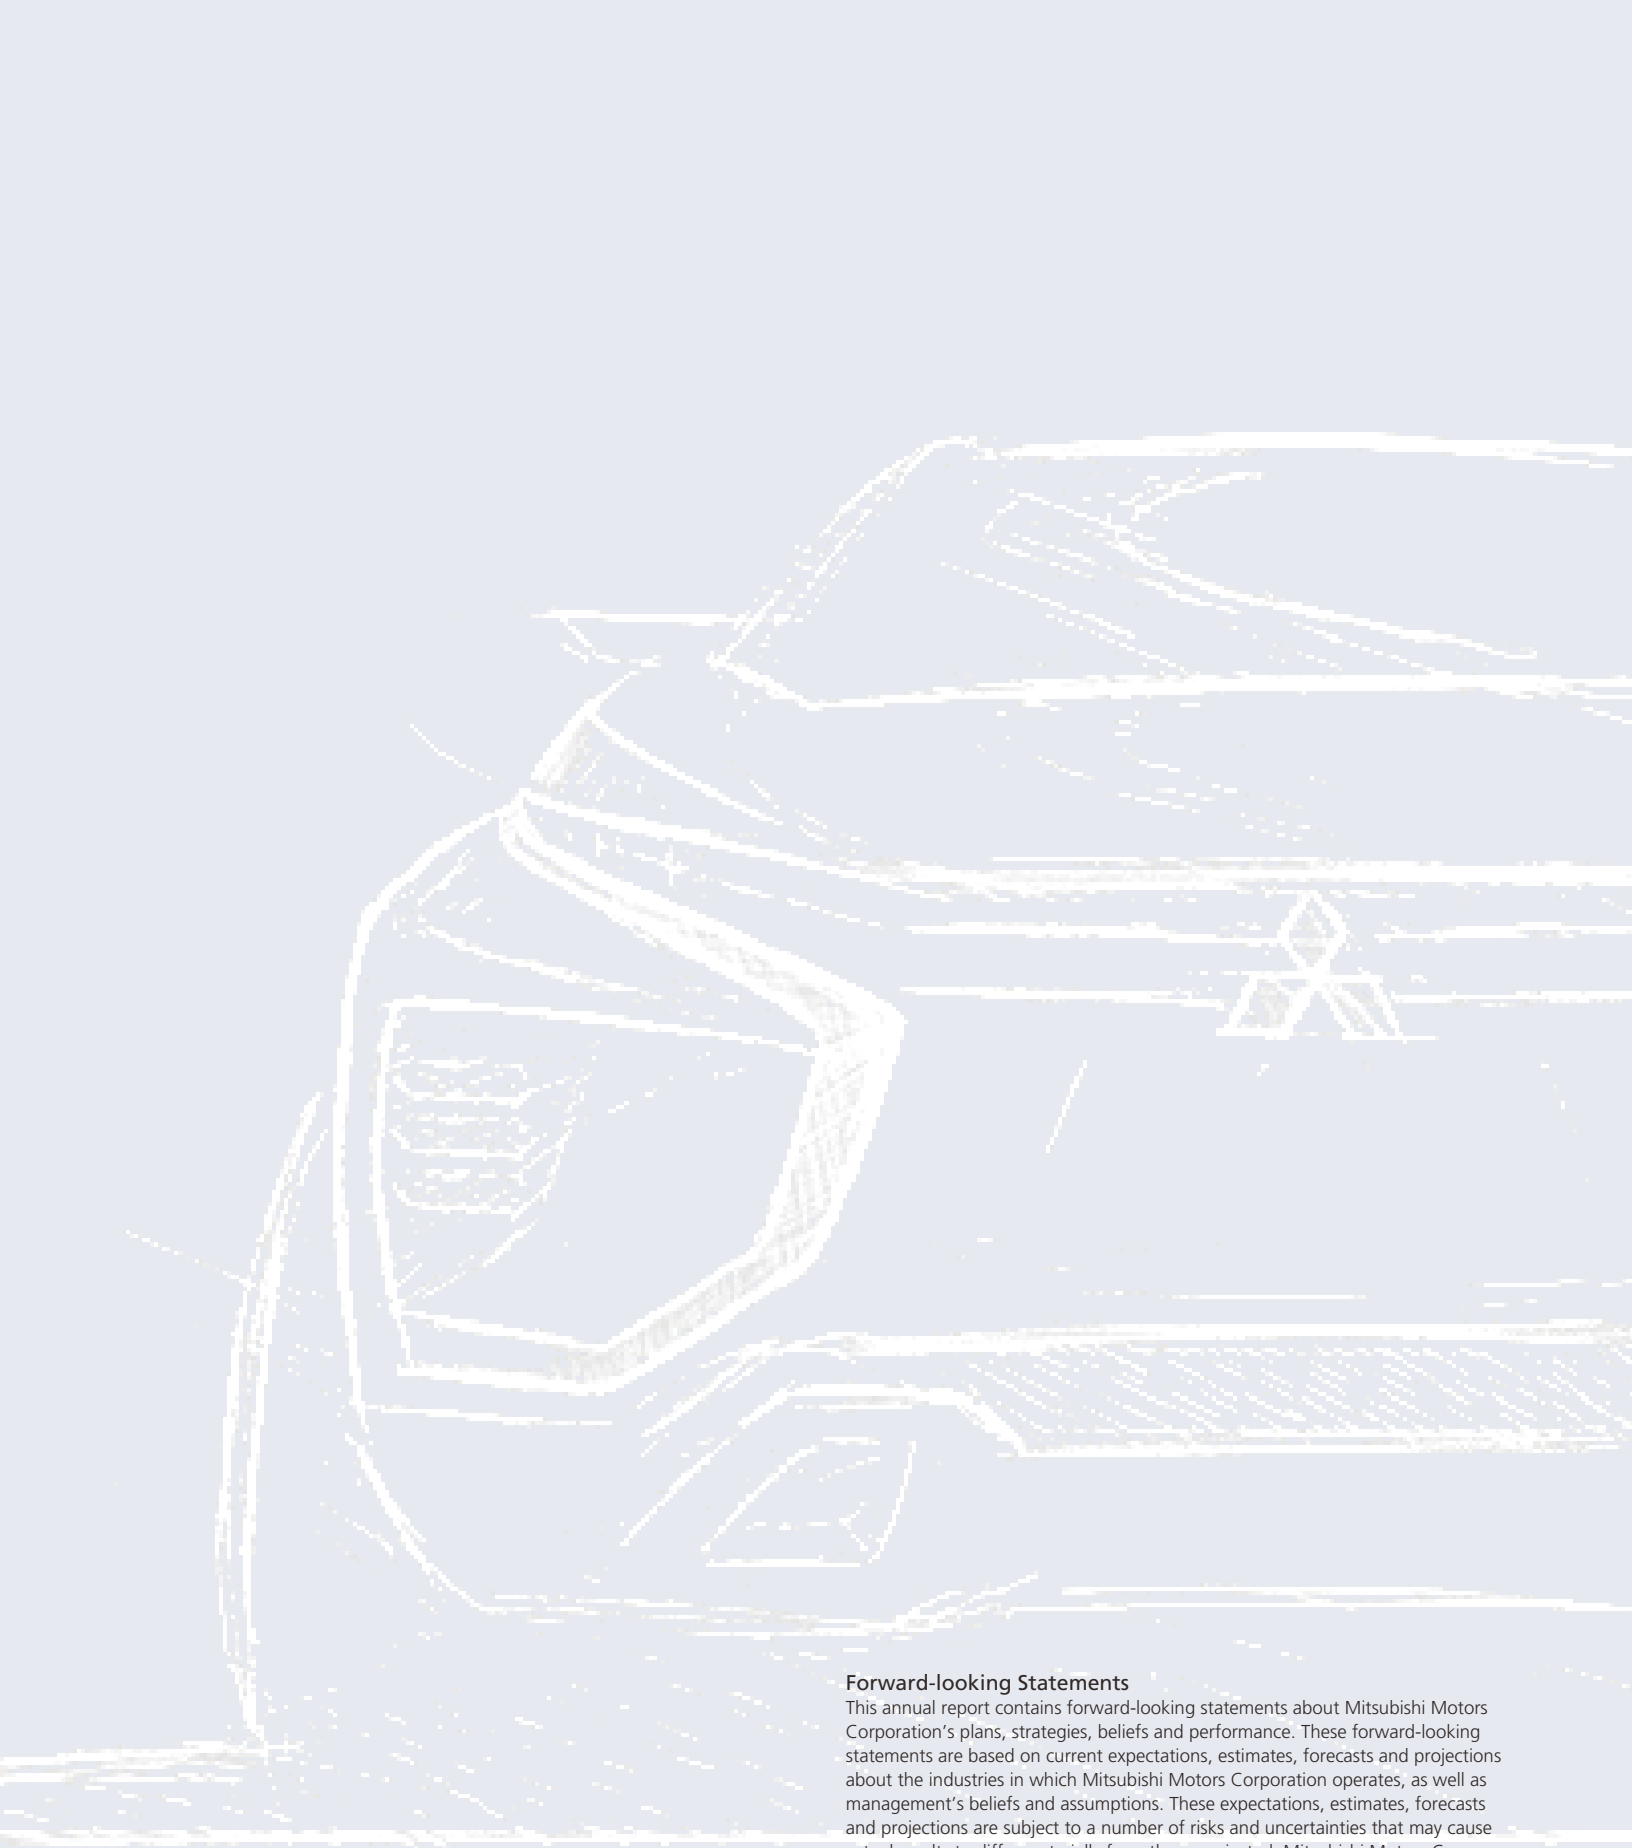 Forward-looking Statements
This annual report contains forward-looking statements about Mitsubishi Motors
Corporation’s plans, strategies, beliefs and performance. These forward-looking
statements are based on current expectations, estimates, forecasts and projections
about the industries in which Mitsubishi Motors Corporation operates, as well as
management’s beliefs and assumptions. These expectations, estimates, forecasts
and projections are subject to a number of risks and uncertainties that may cause